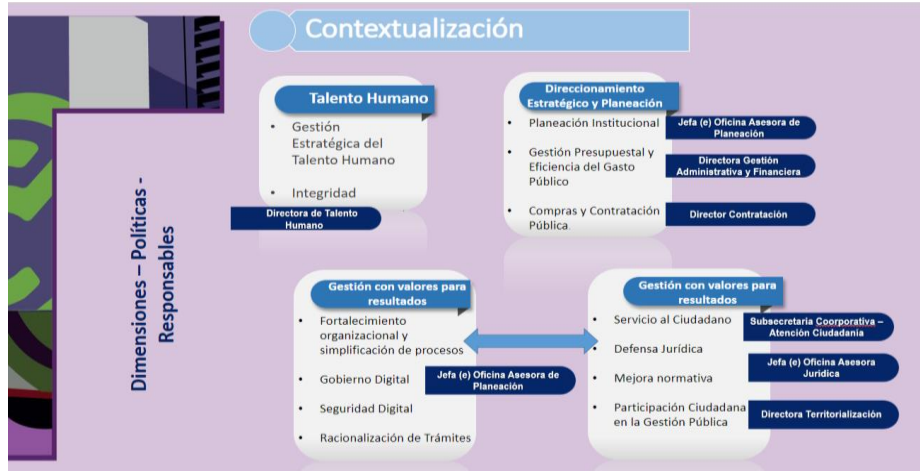 Contextualización
Dimensiones – Políticas -
Responsables
Talento Humano
• Gestión
Estratégica del
Talento Humano
• Integridad
Directora de Talento
Humano
Direccionamiento
Estratégico y Planeación
• Planeación Institucional
Jefa (e) Oficina Asesora de
Planeación
• Gestión Presupuestal y
Eficiencia del Gasto
Público
Directora Gestión
Administrativa y Financiera
• Compras y Contratación
Pública.
Director Contratación
Gestión con valores para
resultados
• Fortalecimiento
organizacional y
simplificación de procesos
• Gobierno Digital
Jefa (e) Oficina Asesora de
Planeación
• Seguridad Digital
• Racionalización de Trámites
Gestión con valores para
resultados
• Servicio al Ciudadano
Subsecretaria Coorporativa –
Atención Ciudadania
• Defensa Jurídica
Jefa (e) Oficina Asesora
Juridica
• Mejora normativa
• Participación Ciudadana
en la Gestión Pública
Directora Territorialización